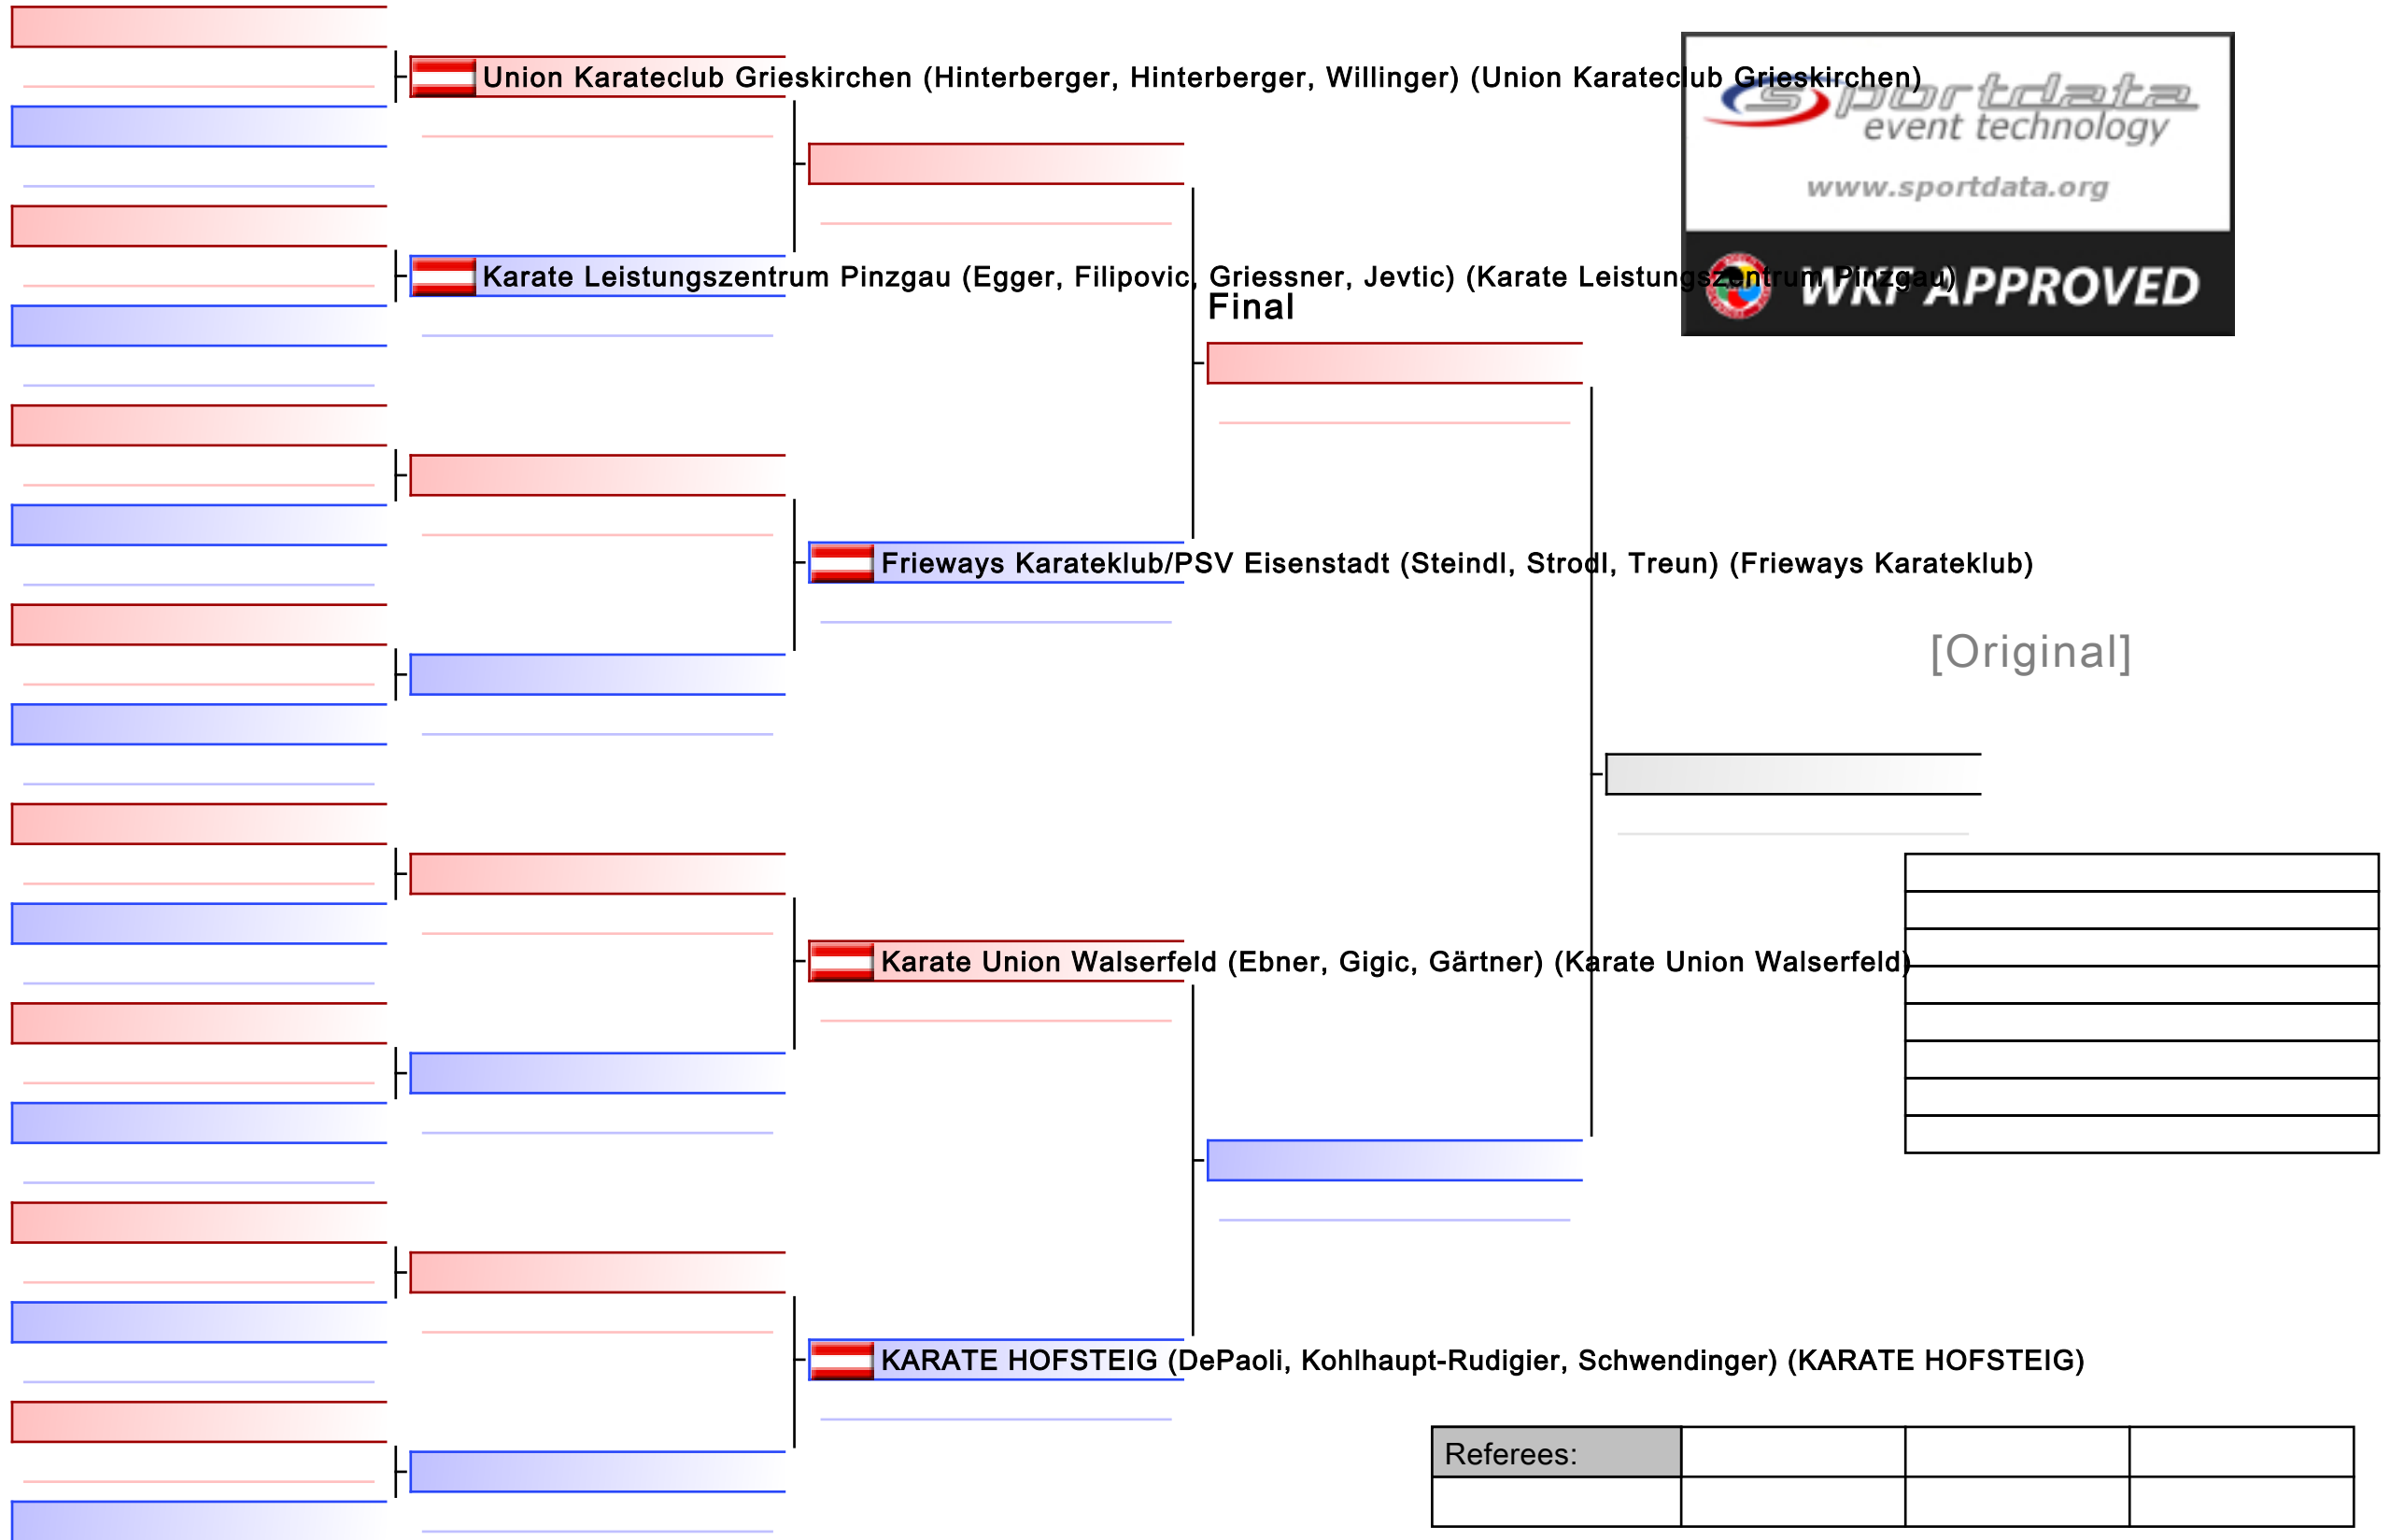 Union Karateclub Grieskirchen (Hinterberger, Hinterberger, Willinger) (Union Karateclub Grieskirchen)
sportdata
event technology
www.sportdata.org
Karate Leistungszentrum Pinzgau (Egger, Filipovic, Griessner, Jevtic) (Karate Leistungszentrum Pinzgau)
WKF APPROVED
Final
Frieways Karateklub/PSV Eisenstadt (Steindl, Strodl, Treun) (Frieways Karateklub)
[Original]
Karate Union Walserfeld (Ebner, Gigic, Gärtner) (Karate Union Walserfeld)
KARATE HOFSTEIG (DePaoli, Kohlhaupt-Rudigier, Schwendinger) (KARATE HOFSTEIG)
Referees: